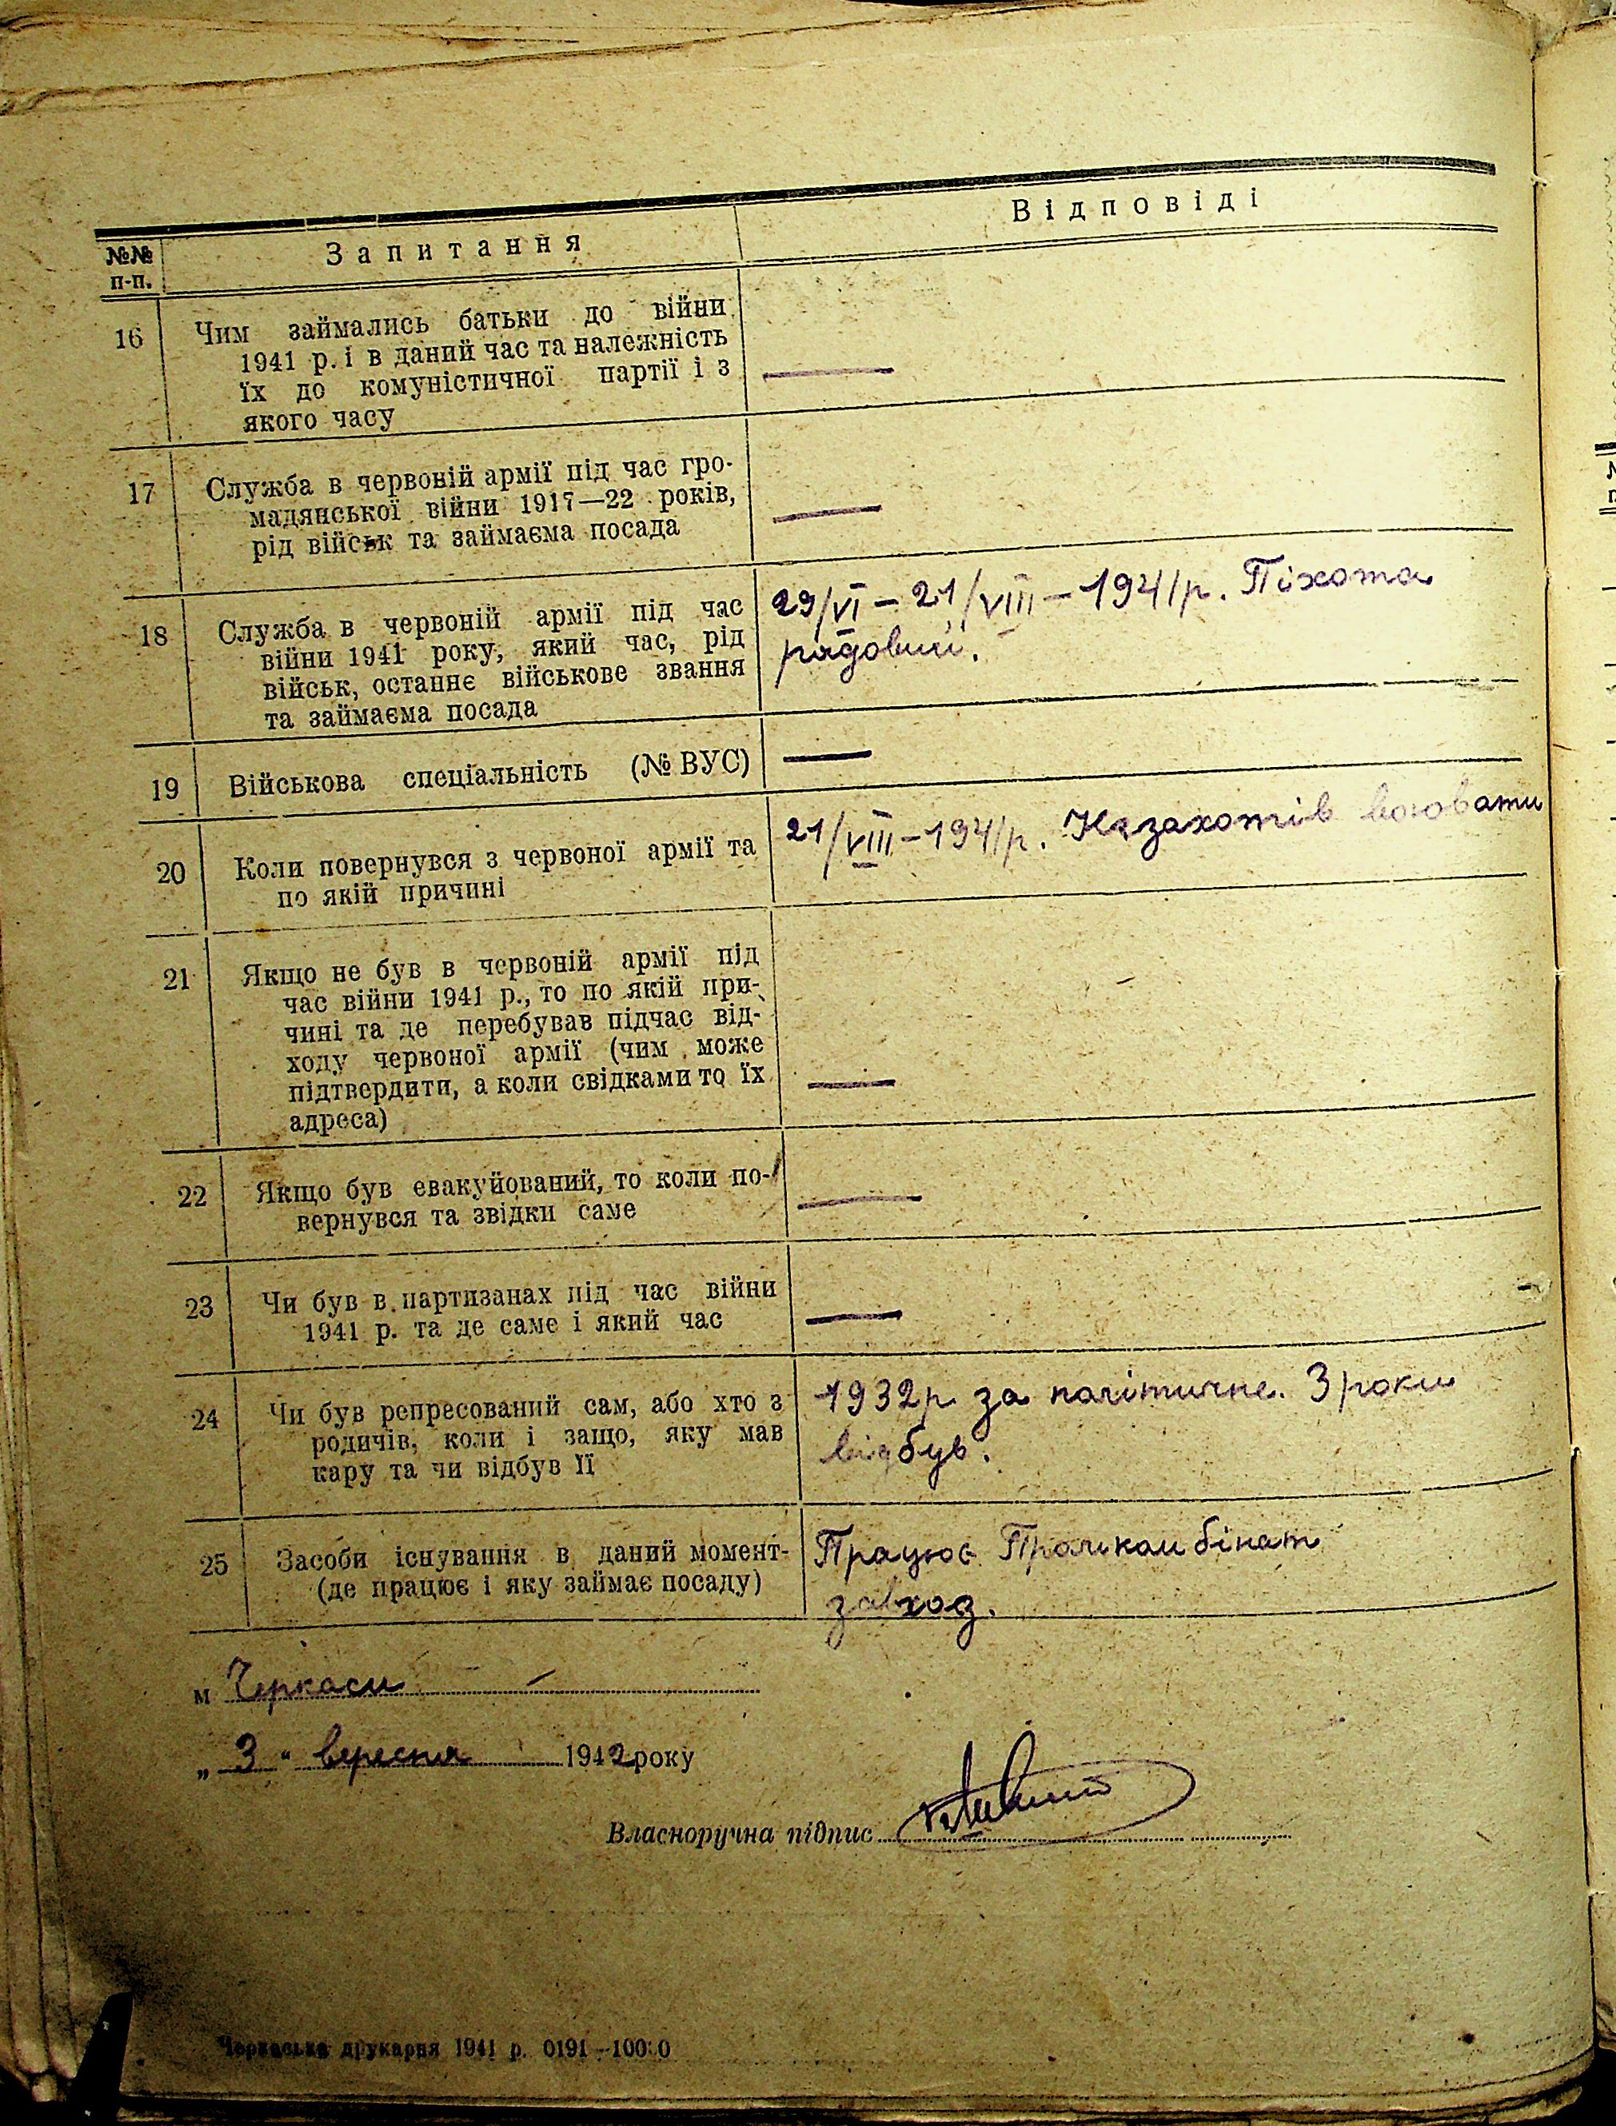 №№ п-п.
Запитання
Відповіді
16
Чим займались батьки до війни
1941 р. і в даний час та належність
їх до комуністичної партії і з
якого часу
—
17
Служба в червоній армії під час гро-
мадянської війни 1917—22 років,
рід військ та займаєма посада
—
18
Служба в червоній армії під час
війни 1941 року, який час, рід
військ, останнє військове звання
та займаєма посада
29/VI – 21/VIII – 1941 р. Піхота
рядовий.
19
Військова спеціальність (№ ВУС)
—
20
Коли повернувся з червоної армії та
по якій причині
21/VIII – 1941 р. Незахотів воювати
21
Якщо не був в червоній армії під
час війни 1941 р., то по якій при-
чині та де перебував підчас від-
ходу червоної армії (чим може
підтвердити, а коли свідками то їх
адреса)
—
22
Якщо був евакуйований, то коли по-
вернувся та звідки саме
—
23
Чи був в партизанах під час війни
1941 р. та де саме і який час
—
24
Чи був репресований сам, або хто з
родичів, коли і защо, яку мав
кару та чи відбув її
1932 р за політичне. 3 роки
відбув.
25
Засоби існування в даний момент-
(де працює і яку займає посаду)
Працює Промкомбінат
завхоз.
м Черкаси
„ 3 " вересня 1942 року
Власноручна підпис
Черкаська друкарня 1941 р. 0191—10000